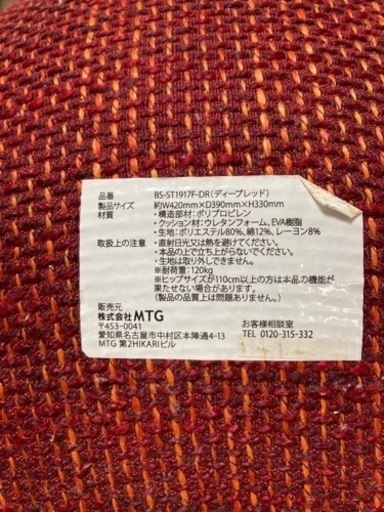 品番 BS-ST1917F-DR(ディープレッド)
製品サイズ 約W420mm×D390mm×H330mm
材質 ・構造部材：ポリプロピレン
・クッション材：ウレタンフォーム、EVA樹脂
・生地：ポリエステル80%、綿12%、レーヨン8%
取扱上の注意 ・直射日光又は熱を避けてください。
・本品の上で立ち上がらないでください。
・生地は取り外しできません。
※耐荷重：120kg
※ヒップサイズが110cm以上の方は本品の機能が
果たせない場合があります。
(製品の品質上は問題ありません。)
販売元
株式会社MTG
〒453-0041
愛知県名古屋市中村区本陣通4-13
MTG 第2HIKARIビル
お客様相談室
TEL 0120-315-332